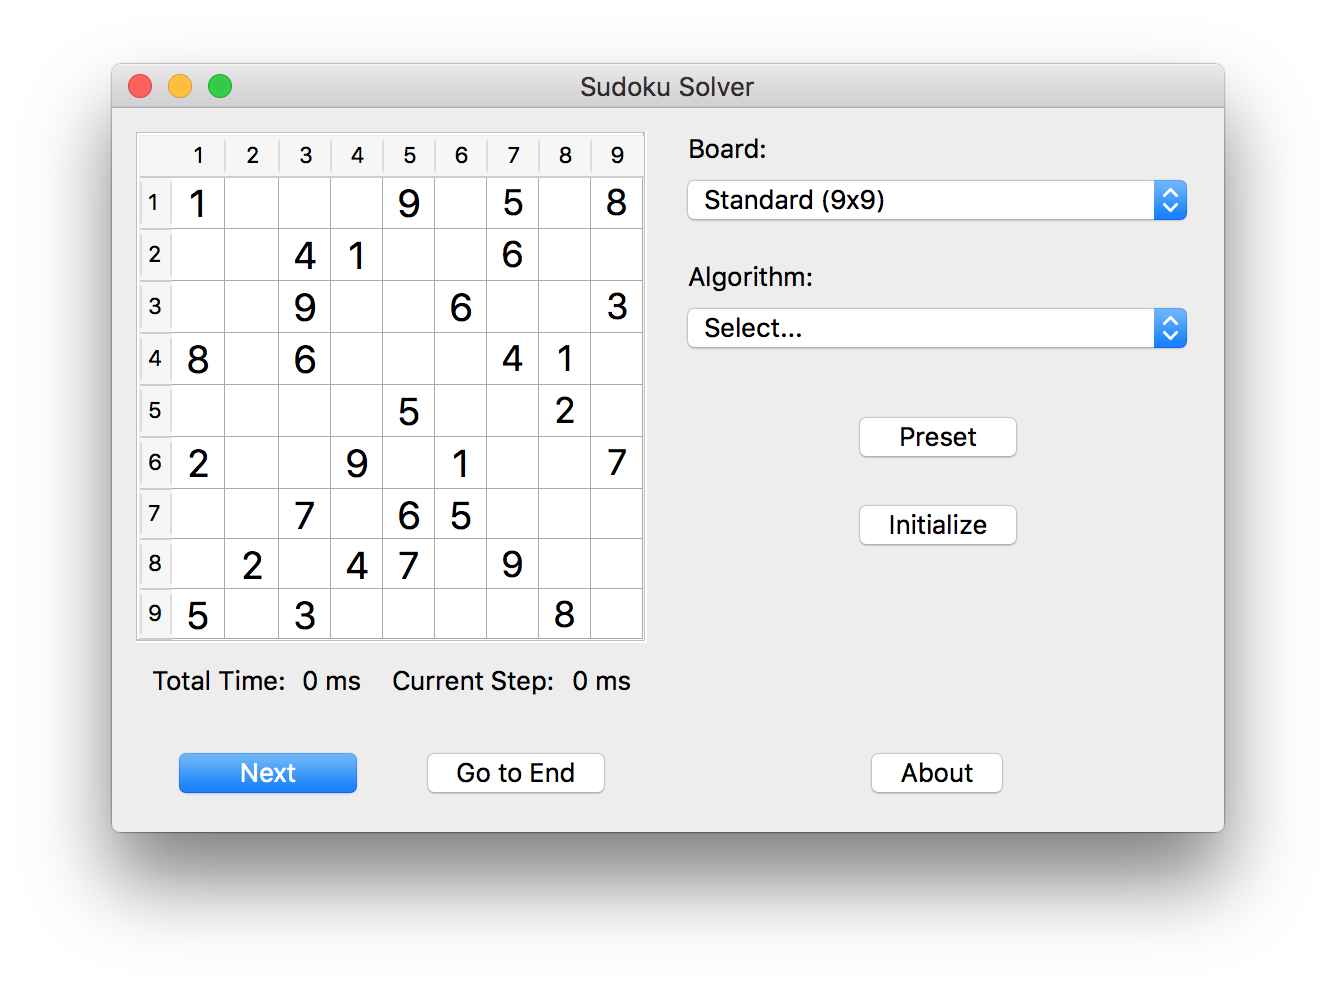 Sudoku Solver
1 2 3 4 5 6 7 8 9
1 1 9 5 8
2 4 1 6
3 9 6 3
4 8 6 4 1
5 5 2
6 2 9 1 7
7 7 6 5
8 2 4 7 9
9 5 3 8
Total Time: 0 ms Current Step: 0 ms
Next Go to End
Board:
Standard (9x9)
Algorithm:
Select...
Preset
Initialize
About